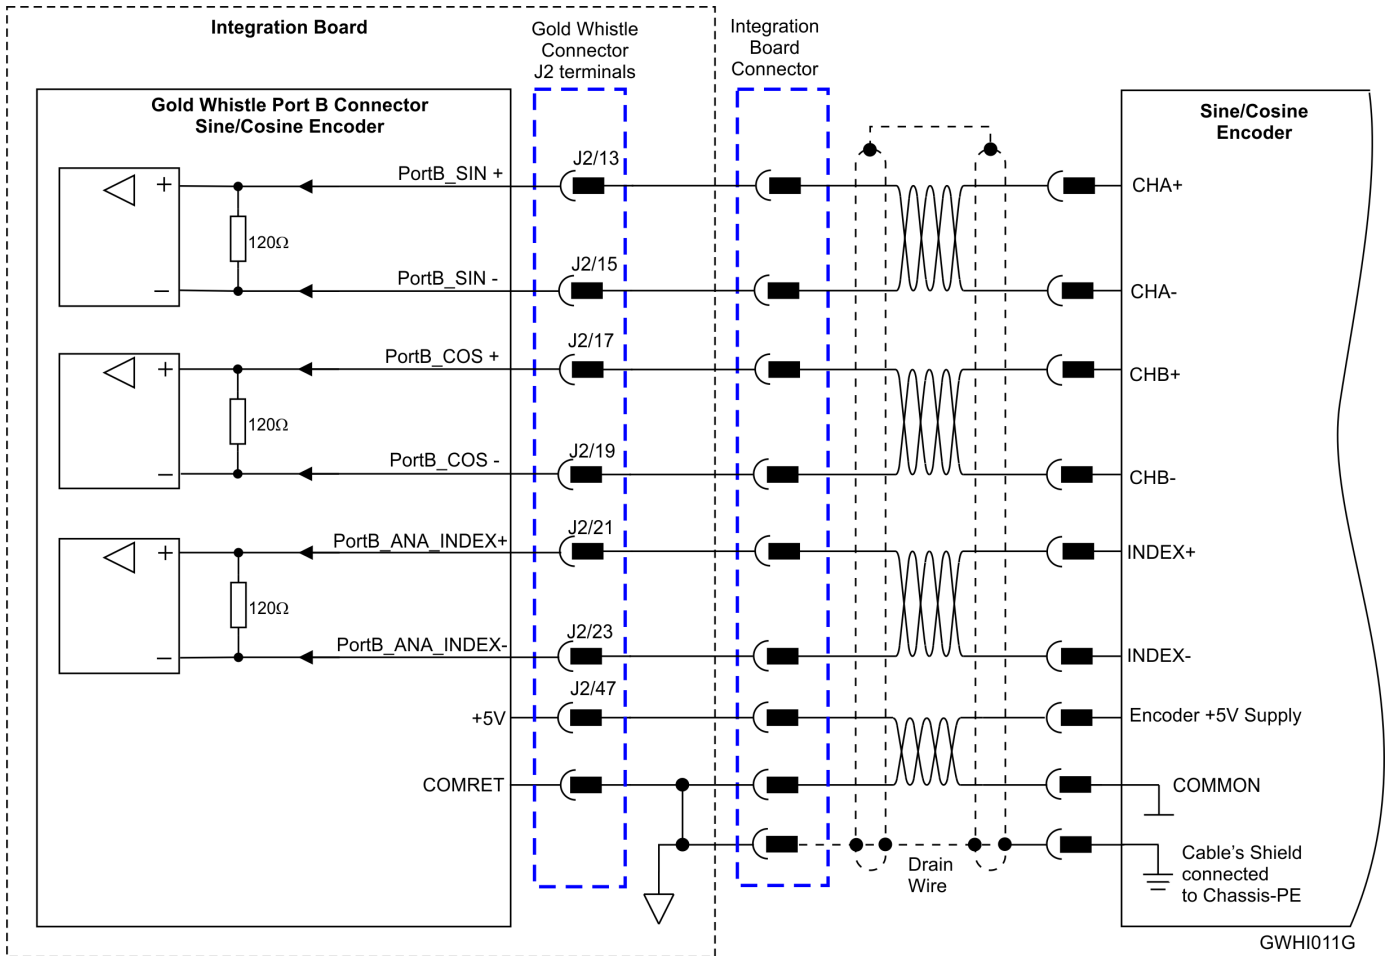 Integration Board
Gold Whistle
Connector
J2 terminals
Integration
Board
Connector
Gold Whistle Port B Connector
Sine/Cosine Encoder
Sine/Cosine
Encoder
PortB_SIN +
J2/13
+
CHA+
120Ω
PortB_SIN -
J2/15
−
CHA-
PortB_COS +
J2/17
+
CHB+
120Ω
PortB_COS -
J2/19
−
CHB-
PortB_ANA_INDEX+
J2/21
+
INDEX+
120Ω
PortB_ANA_INDEX-
J2/23
−
INDEX-
+5V
J2/47
Encoder +5V Supply
COMRET
COMMON
Drain
Wire
Cable's Shield
connected
to Chassis-PE
GWHI011G